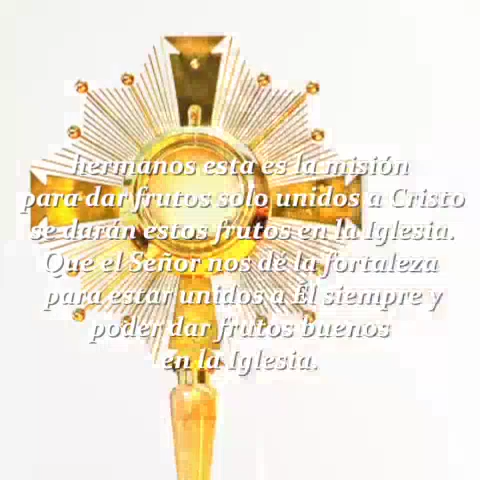 hermanos esta es la misión
para dar frutos solo unidos a Cristo
se darán estos frutos en la Iglesia.
Que el Señor nos dé la fortaleza
para estar unidos a Él siempre y
poder dar frutos buenos
en la Iglesia.